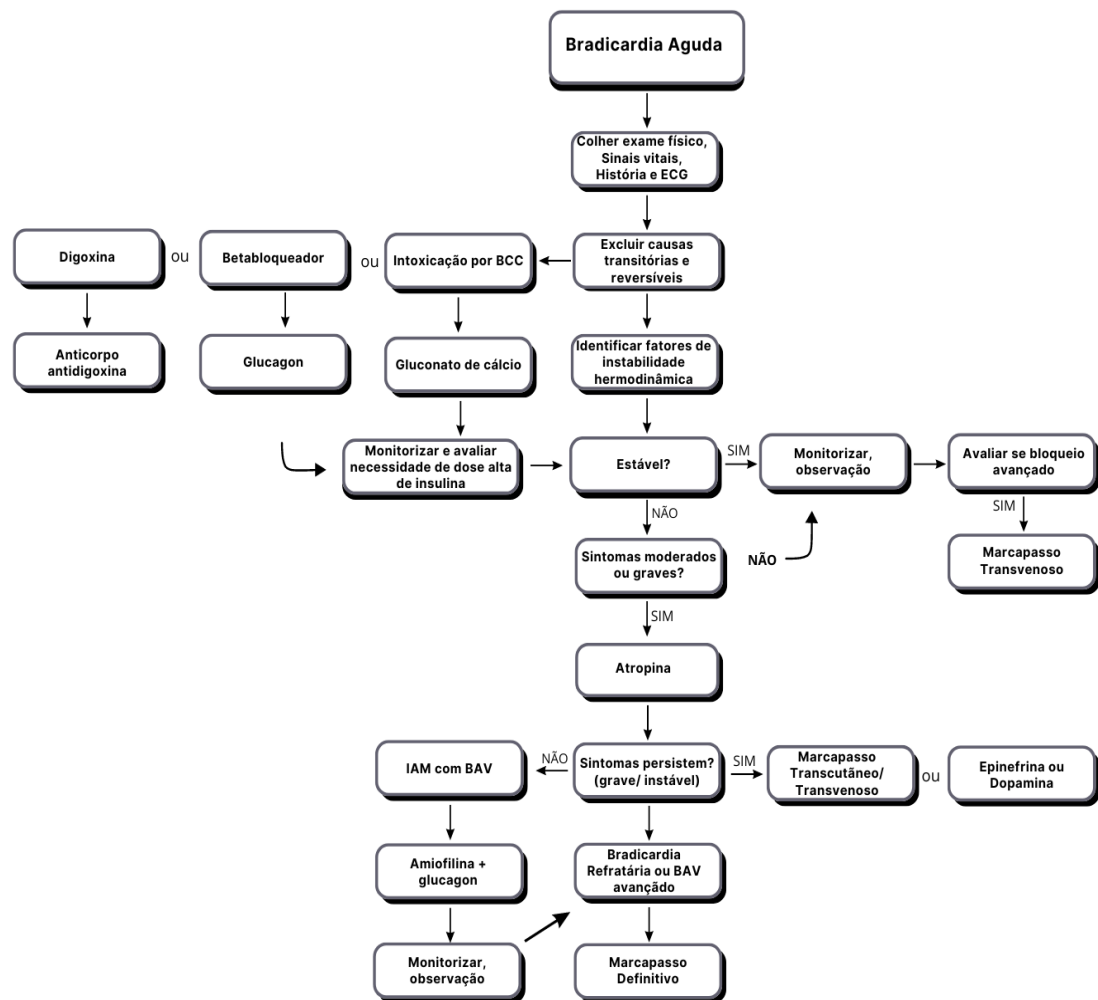 Bradicardia Aguda
Colher exame físico,
Sinais vitais,
História e ECG
Digoxina
ou
Betabloqueador
ou
Intoxicação por BCC
Excluir causas
transitórias e
reversíveis
Anticorpo
antidigoxina
Glucagon
Gluconato de cálcio
Identificar fatores de
instabilidade
hermodinâmica
Monitorizar e avaliar
necessidade de dose alta
de insulina
Estável?
SIM
Monitorizar,
observação
Avaliar se bloqueio
avançado
NÃO
SIM
Sintomas moderados
ou graves?
NÃO
Marcapasso
Transvenoso
SIM
Atropina
IAM com BAV
NÃO
Sintomas persistem?
(grave/ instável)
SIM
Marcapasso
Transcutãneo/
Transvenoso
ou
Epinefrina ou
Dopamina
Amiofilina +
glucagon
Bradicardia
Refratária ou BAV
avançãdo
Monitorizar,
observação
Marcapasso
Definitivo